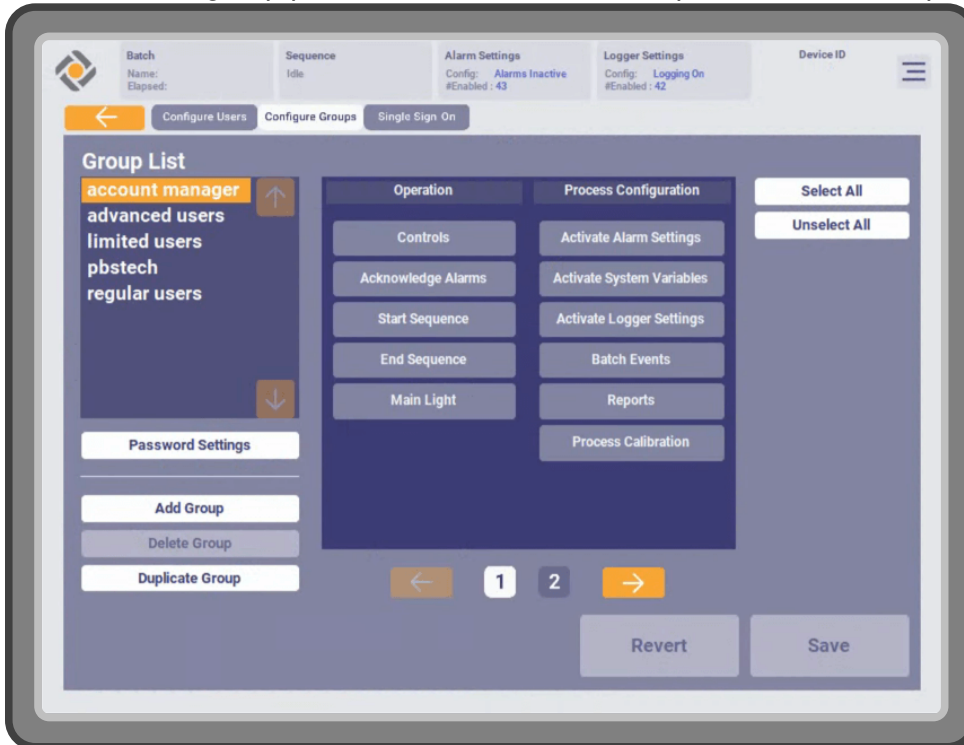 Batch
Name:
Elapsed:
Sequence
Idle
Alarm Settings
Config: Alarms Inactive
#Enabled : 43
Logger Settings
Config: Logging On
#Enabled : 42
Device ID
Configure Users
Configure Groups
Single Sign On
Group List
account manager
advanced users
limited users
pbstech
regular users
Password Settings
Add Group
Delete Group
Duplicate Group
Operation
Controls
Acknowledge Alarms
Start Sequence
End Sequence
Main Light
Process Configuration
Activate Alarm Settings
Activate System Variables
Activate Logger Settings
Batch Events
Reports
Process Calibration
Select All
Unselect All
1
2
Revert
Save